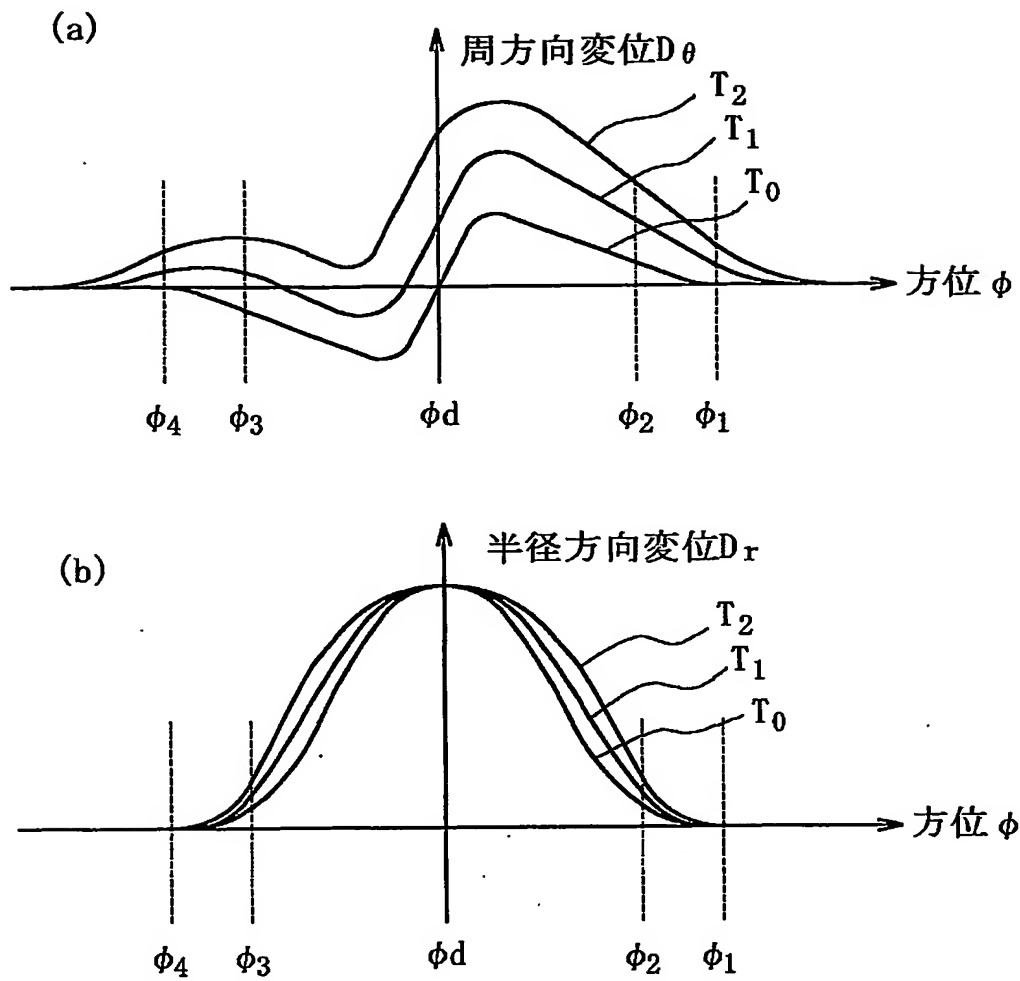 (a)
周方向変位Dθ
T2
T1
T0
方位 φ
φ4 φ3 φd φ2 φ1
(b)
半径方向変位Dr
T2
T1
T0
方位 φ
φ4 φ3 φd φ2 φ1